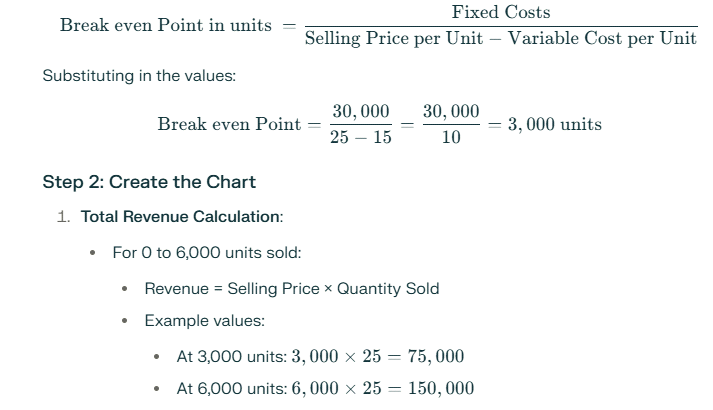 Break even Point in units = Fixed Costs / Selling Price per Unit − Variable Cost per Unit
Substituting in the values:
Break even Point = 30,000 / 25 − 15 = 30,000 / 10 = 3,000 units
Step 2: Create the Chart
1. Total Revenue Calculation:
• For 0 to 6,000 units sold:
• Revenue = Selling Price × Quantity Sold
• Example values:
• At 3,000 units: 3,000 × 25 = 75,000
• At 6,000 units: 6,000 × 25 = 150,000